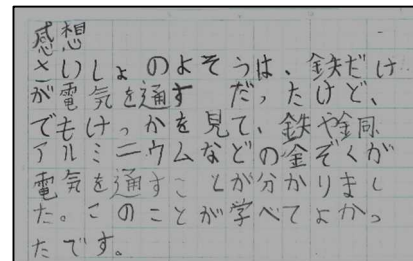 感想
さいしょのよそうは、鉄だけ
が電気を通す だったけど、
でもけっかを見て、鉄や銅
アルミニウムなどの金ぞくが
電気を通すことが分かりまし
た。このことが学べてよかっ
たです。